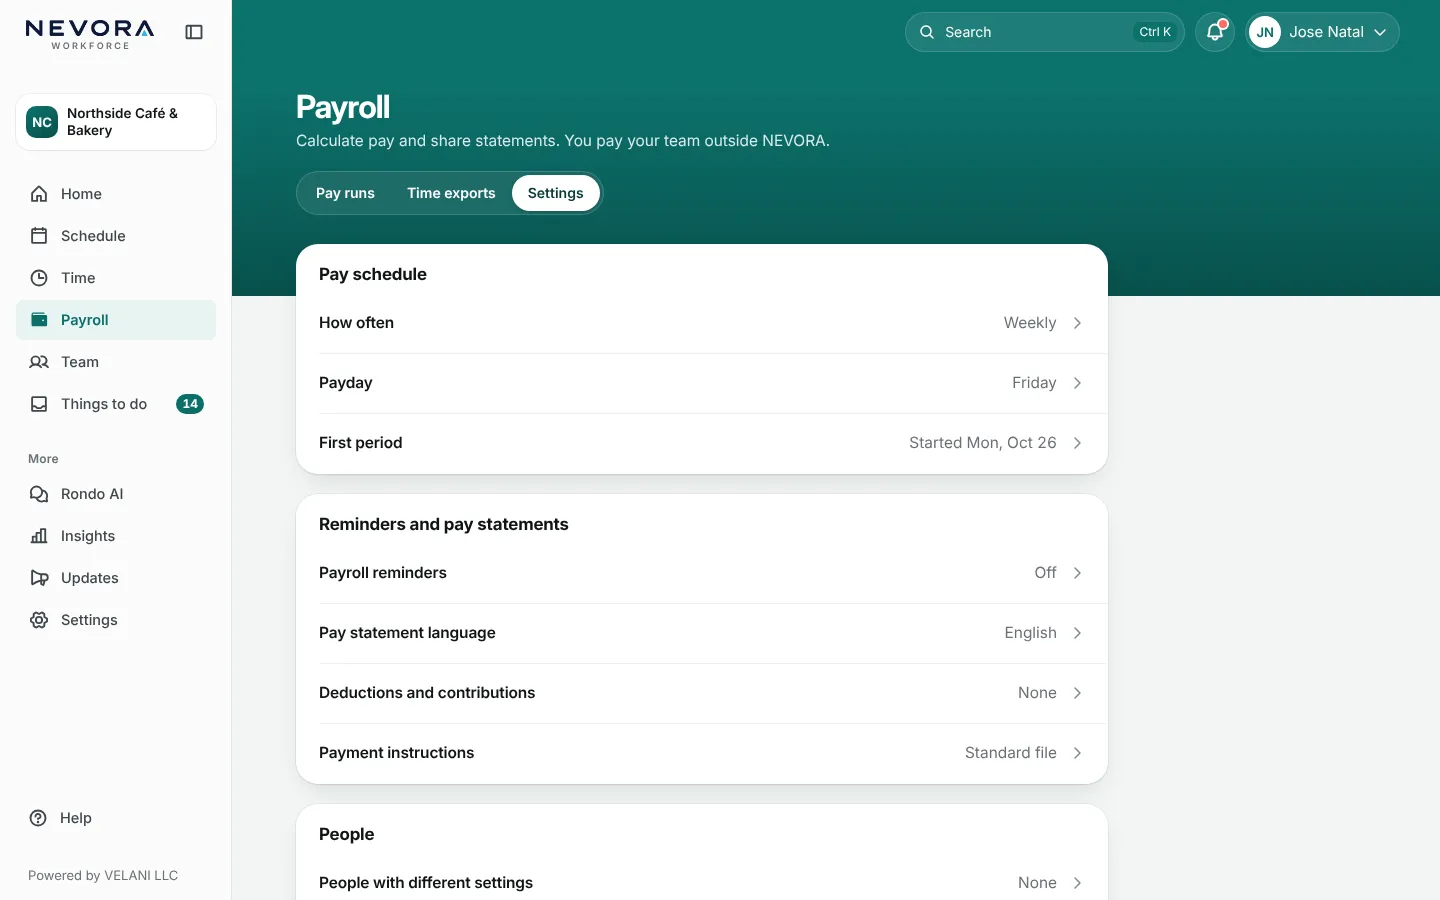 NEVORA
WORKFORCE
Search
Ctrl K
JN
Jose Natal
NC
Northside Café &
Bakery
Home
Schedule
Time
Payroll
Team
Things to do
14
More
Rondo AI
Insights
Updates
Settings
Help
Powered by VELANI LLC
Payroll
Calculate pay and share statements. You pay your team outside NEVORA.
Pay runs
Time exports
Settings
Pay schedule
How often
Weekly
Payday
Friday
First period
Started Mon, Oct 26
Reminders and pay statements
Payroll reminders
Off
Pay statement language
English
Deductions and contributions
None
Payment instructions
Standard file
People
People with different settings
None